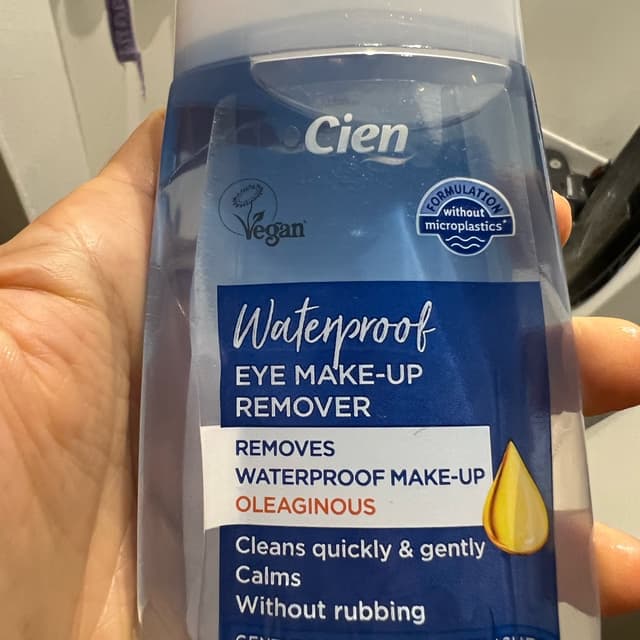 Cien
Vegan
FORMULATION
without
microplastics*
Waterproof
EYE MAKE-UP
REMOVER
REMOVES
WATERPROOF MAKE-UP
OLEAGINOUS
Cleans quickly & gently
Calms
Without rubbing